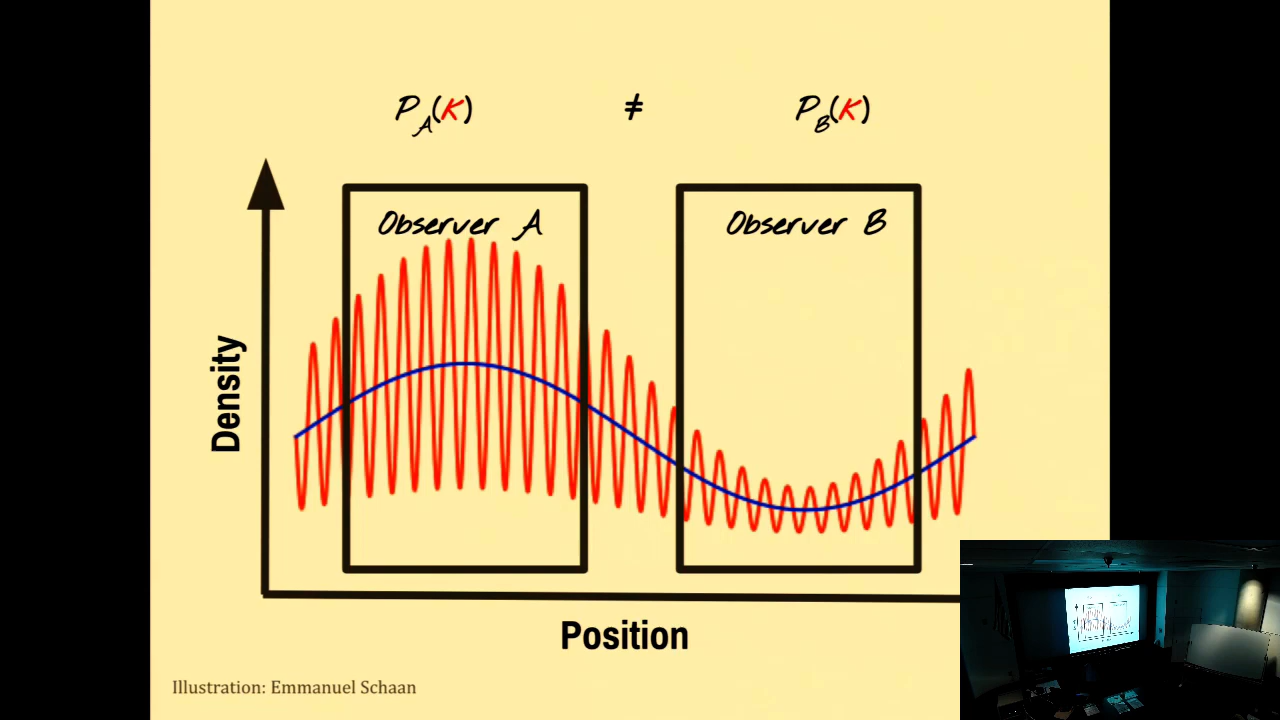 P_A(K) ≠ P_B(K)
Observer A
Observer B
Density
Position
Illustration: Emmanuel Schaan